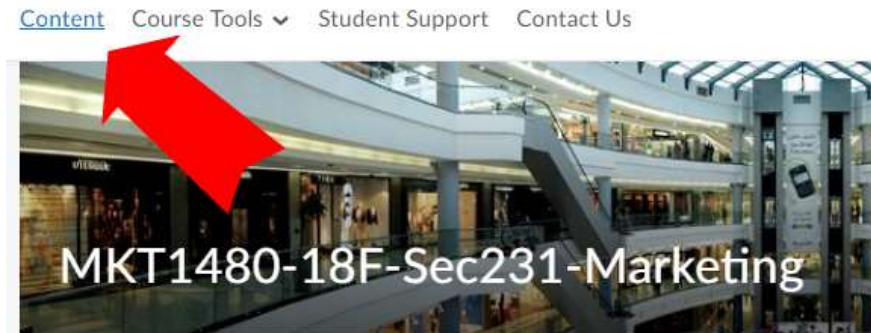 Content Course Tools Student Support Contact Us
MKT1480-18F-Sec231-Marketing